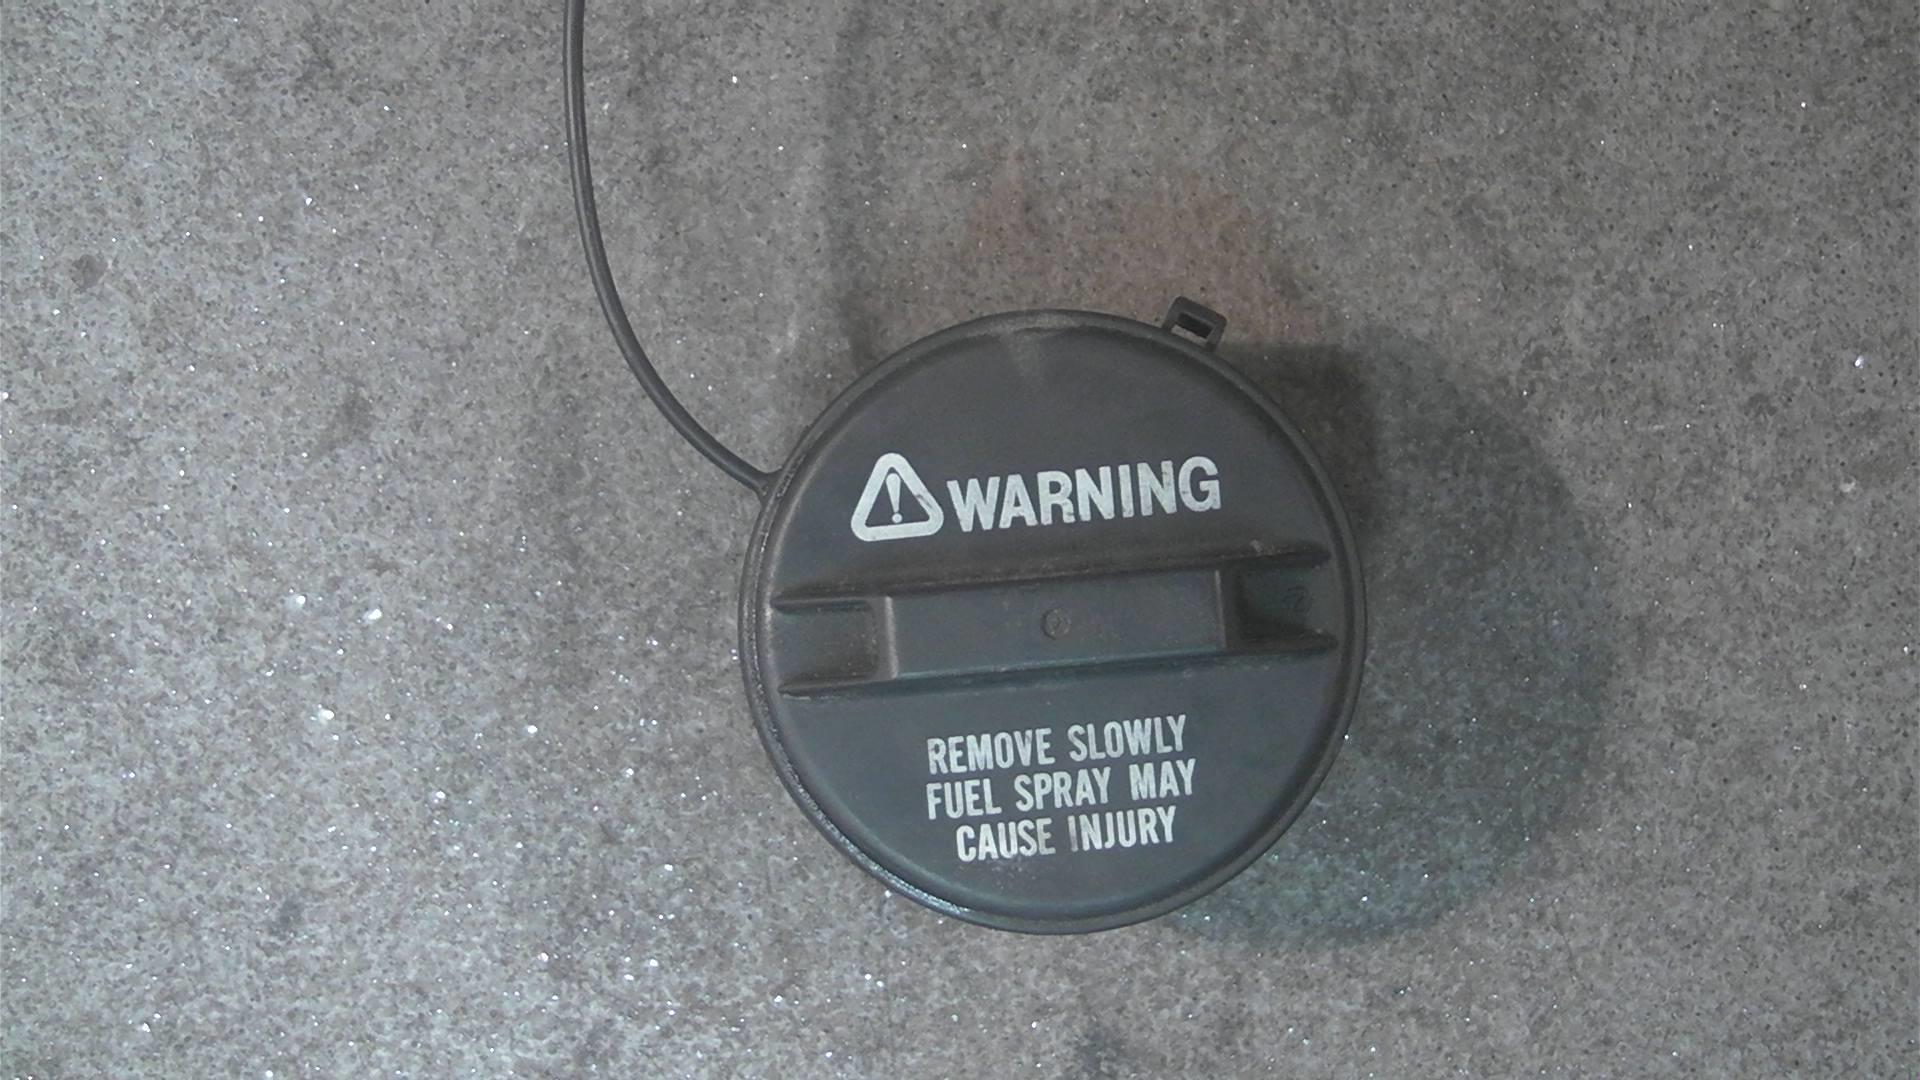 WARNING
REMOVE SLOWLY
FUEL SPRAY MAY
CAUSE INJURY